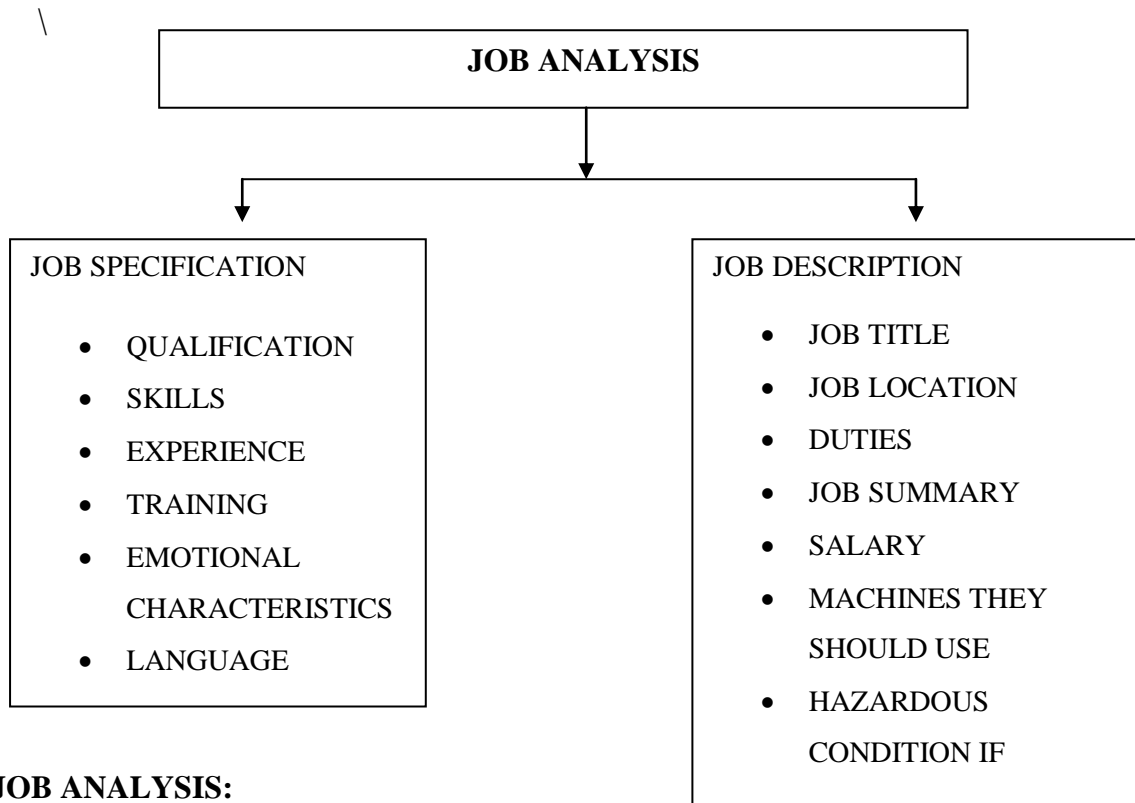 \
JOB ANALYSIS
JOB SPECIFICATION
• QUALIFICATION
• SKILLS
• EXPERIENCE
• TRAINING
• EMOTIONAL
CHARACTERISTICS
• LANGUAGE
JOB DESCRIPTION
• JOB TITLE
• JOB LOCATION
• DUTIES
• JOB SUMMARY
• SALARY
• MACHINES THEY
SHOULD USE
• HAZARDOUS
CONDITION IF
JOB ANALYSIS: